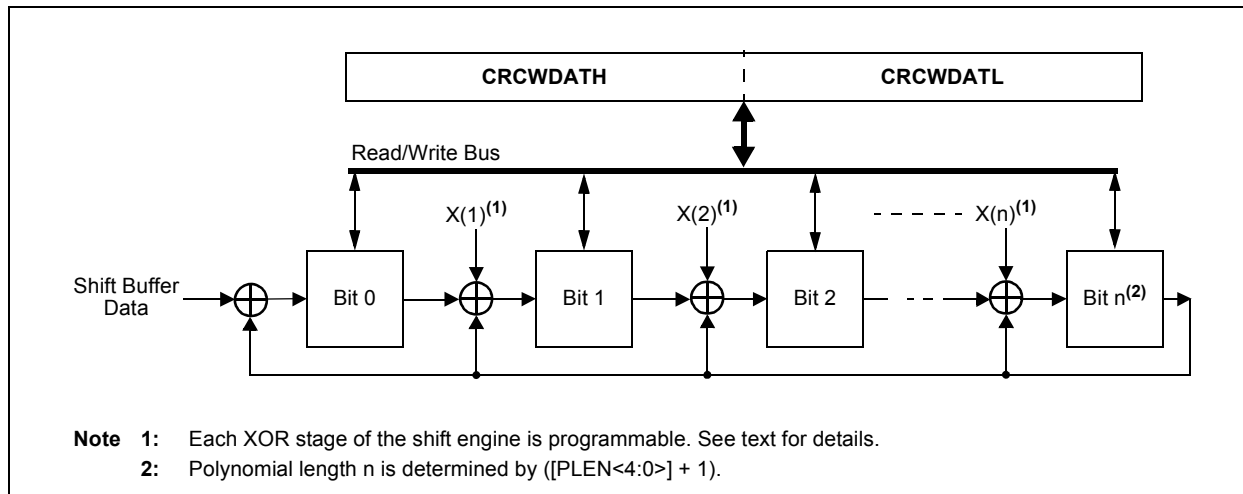 CRCWDATH CRCWDATL
Read/Write Bus
X(1)(1) X(2)(1) X(n)(1)
Shift Buffer
Data
Bit 0 Bit 1 Bit 2 Bit n(2)
Note 1: Each XOR stage of the shift engine is programmable. See text for details.
2: Polynomial length n is determined by ([PLEN<4:0>] + 1).